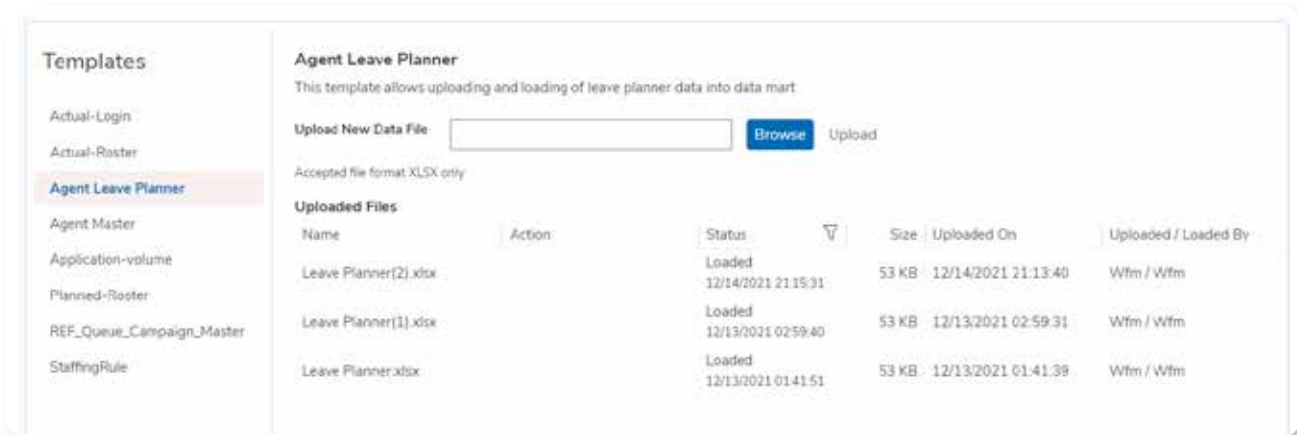 Templates
Actual-Login
Actual-Roster
Agent Leave Planner
Agent Master
Application-volume
Planned-Roster
REF_Queue_Campaign_Master
StaffingRule
Agent Leave Planner
This template allows uploading and loading of leave planner data into data mart
Upload New Data File Browse Upload
Accepted file format XLSX only
Uploaded Files
Name Action Status Size Uploaded On Uploaded / Loaded By
Leave Planner(2).xlsx Loaded 53 KB 12/14/2021 21:13:40 Wfm / Wfm
12/14/2021 21:15:31
Leave Planner(1).xlsx Loaded 53 KB 12/13/2021 02:59:31 Wfm / Wfm
12/13/2021 02:59:40
Leave Planner.xlsx Loaded 53 KB 12/13/2021 01:41:39 Wfm / Wfm
12/13/2021 01:41:51